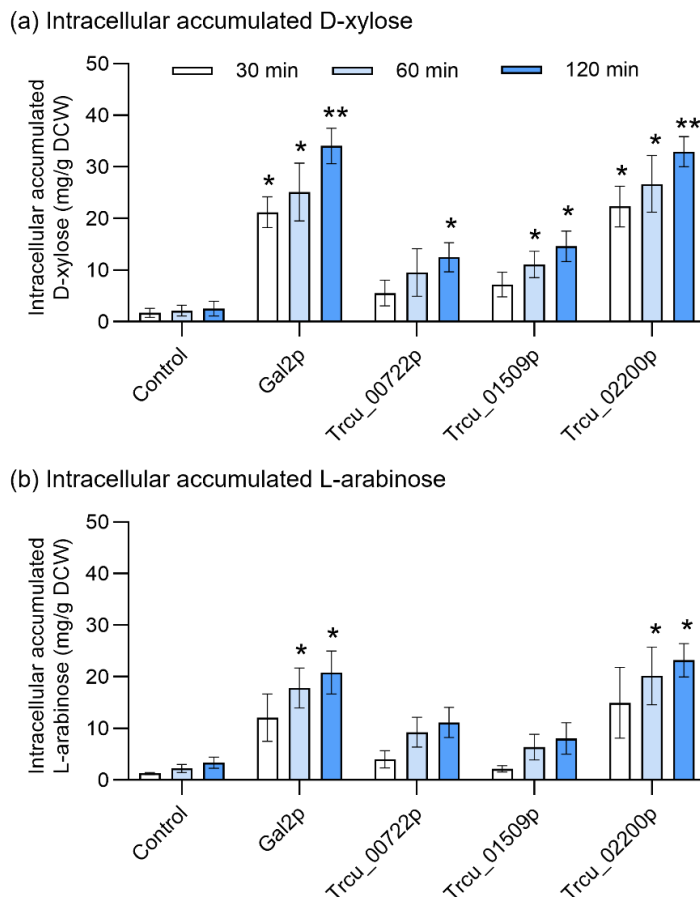 (a) Intracellular accumulated D-xylose
Intracellular accumulated
D-xylose (mg/g DCW)
50
40
30
20
10
0
30 min 60 min 120 min
* * **
*
* *
* * **
Control Gal2p Trcu_00722p Trcu_01509p Trcu_02200p
(b) Intracellular accumulated L-arabinose
Intracellular accumulated
L-arabinose (mg/g DCW)
50
40
30
20
10
0
* *
* *
Control Gal2p Trcu_00722p Trcu_01509p Trcu_02200p